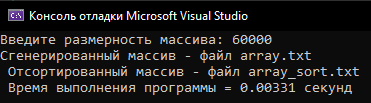 Консоль отладки Microsoft Visual Studio
Введите размерность массива: 60000
Сгенерированный массив - файл array.txt
Отсортированный массив - файл array_sort.txt
Время выполнения программы = 0.00331 секунд